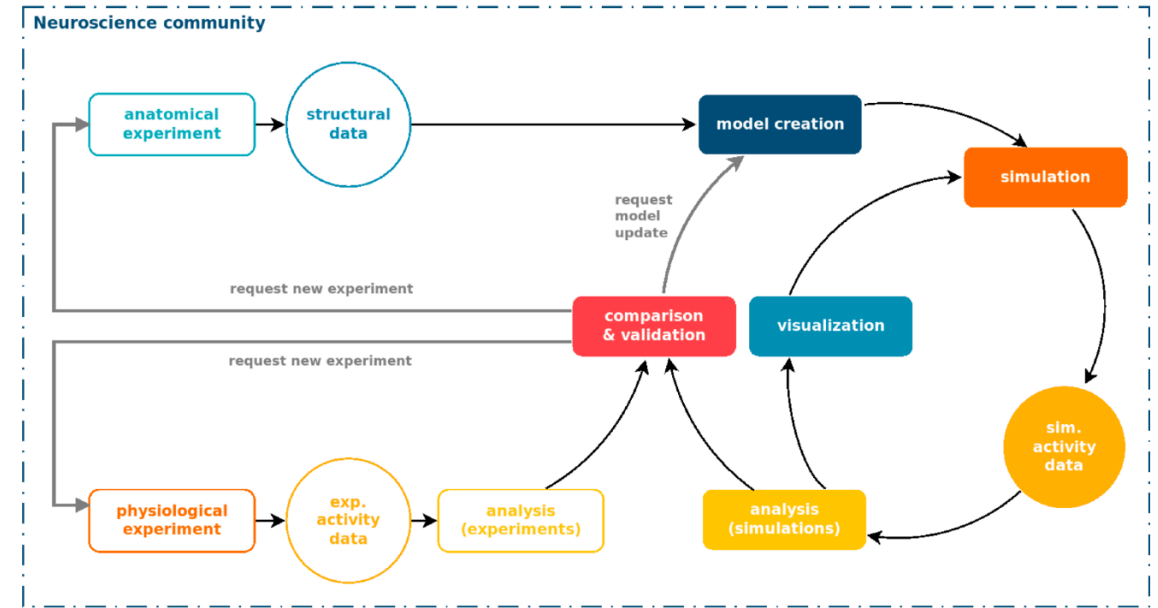 Neuroscience community
anatomical
experiment
structural
data
model creation
simulation
request
model
update
request new experiment
comparison
& validation
visualization
request new experiment
sim.
activity
data
physiological
experiment
exp.
activity
data
analysis
(experiments)
analysis
(simulations)